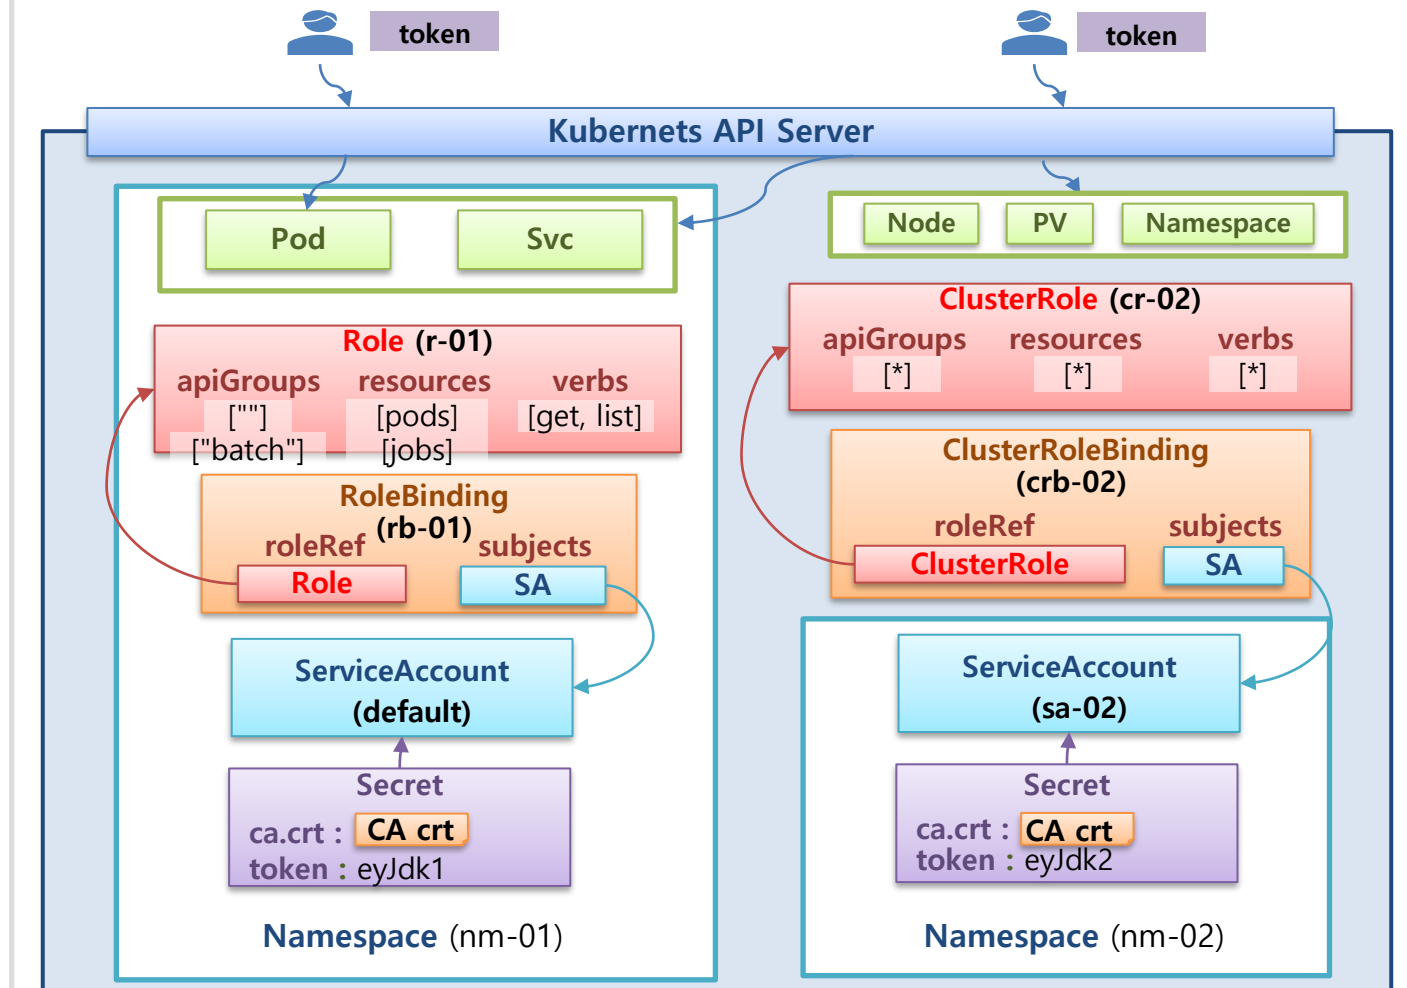 token
token
Kubernets API Server
Pod
Svc
Node
PV
Namespace
Role (r-01)
apiGroups resources verbs
[""] [pods] [get, list]
["batch"] [jobs]
RoleBinding
(rb-01)
roleRef subjects
Role SA
ServiceAccount
(default)
Secret
ca.crt : CA crt
token : eyJdk1
Namespace (nm-01)
ClusterRole (cr-02)
apiGroups resources verbs
[*] [*] [*]
ClusterRoleBinding
(crb-02)
roleRef subjects
ClusterRole SA
ServiceAccount
(sa-02)
Secret
ca.crt : CA crt
token : eyJdk2
Namespace (nm-02)